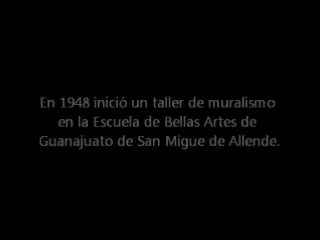 En 1948 inició un taller de muralismo
en la Escuela de Bellas Artes de
Guanajuato de San Migue de Allende.